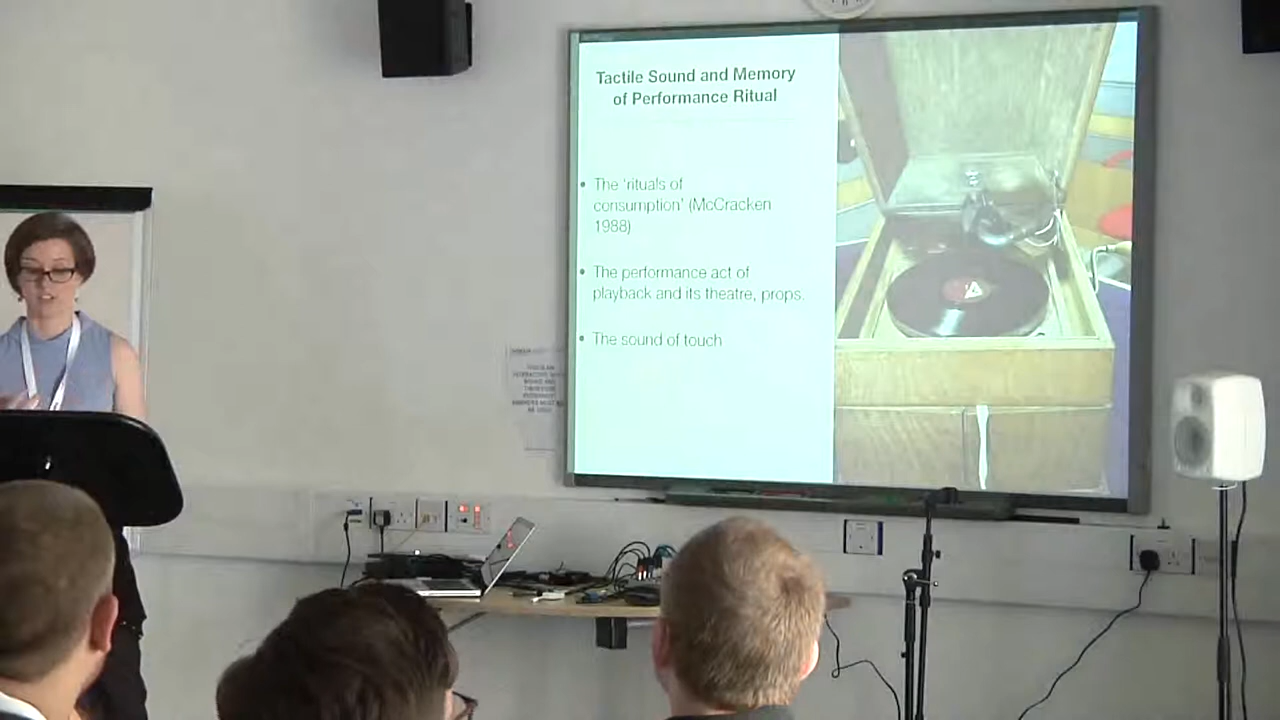 Tactile Sound and Memory
of Performance Ritual
• The 'rituals of
consumption' (McCracken
1988)
• The performance act of
playback and its theatre, props.
• The sound of touch